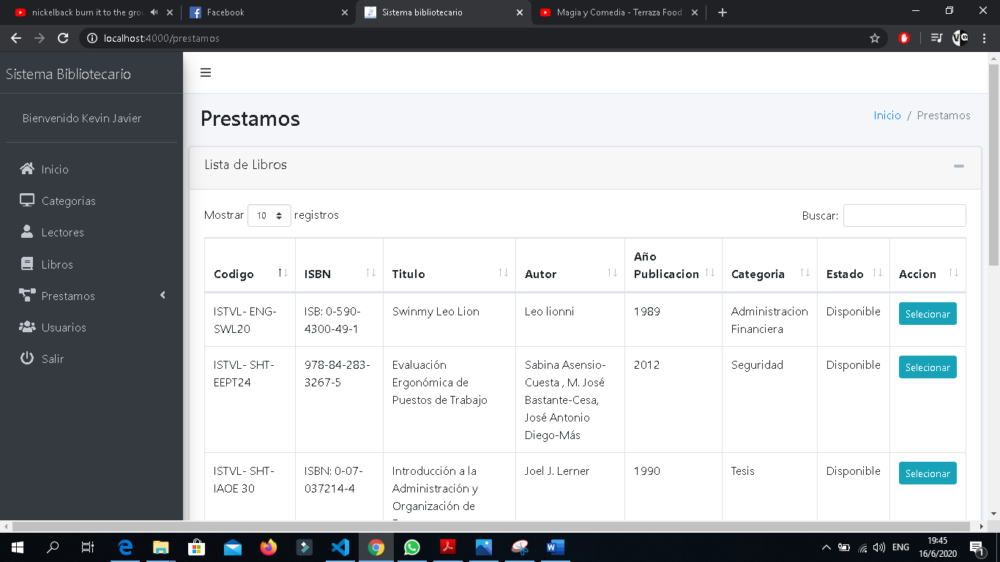 nickelback burn it to the grou
Facebook
Sistema bibliotecario
Magia y Comedia - Terraza Food
localhost:4000/prestamos
Sistema Bibliotecario
Bienvenido Kevin Javier
Inicio
Categorias
Lectores
Libros
Prestamos
Usuarios
Salir
Prestamos
Inicio / Prestamos
Lista de Libros
Mostrar 10 registros
Buscar:
Codigo ISBN Titulo Autor Año Publicacion Categoria Estado Accion
ISTVL- ENG-SWL20 ISB: 0-590-4300-49-1 Swinmy Leo Lion Leo lionni 1989 Administracion Financiera Disponible Selecionar
ISTVL- SHT-EEPT24 978-84-283-3267-5 Evaluación Ergonómica de Puestos de Trabajo Sabina Asensio-Cuesta , M. José Bastante-Cesa, José Antonio Diego-Más 2012 Seguridad Disponible Selecionar
ISTVL- SHT-IAOE 30 ISBN: 0-07-037214-4 Introducción a la Administración y Organización de Joel J. Lerner 1990 Tesis Disponible Selecionar
ENG
19:45
16/6/2020
1